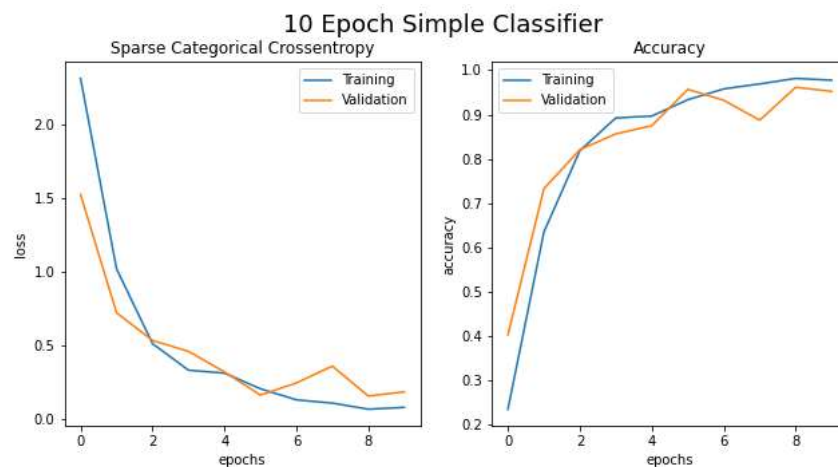 10 Epoch Simple Classifier
Sparse Categorical Crossentropy
Training
Validation
2.0
1.5
1.0
0.5
0.0
loss
0
2
4
6
8
epochs
Accuracy
Training
Validation
1.0
0.9
0.8
0.7
0.6
0.5
0.4
0.3
0.2
accuracy
0
2
4
6
8
epochs